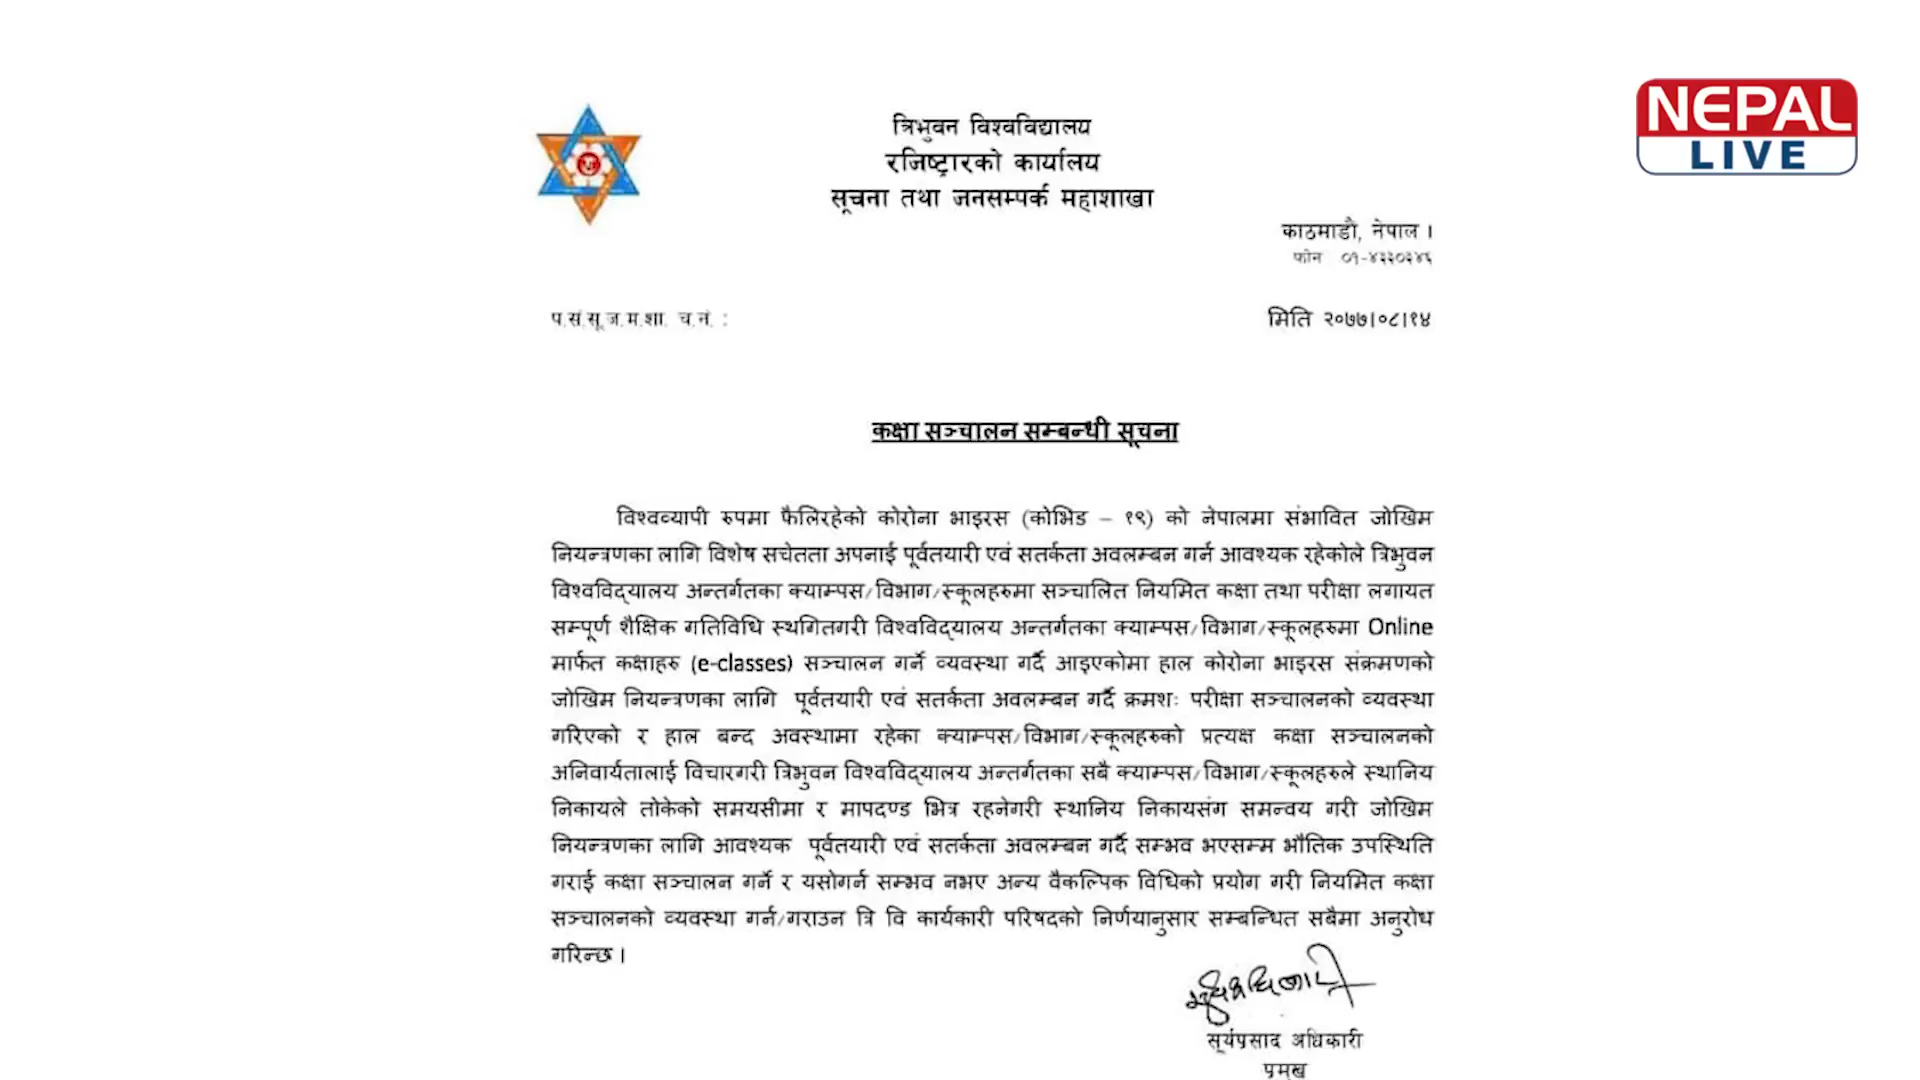 NEPAL
LIVE
त्रिभुवन विश्वविद्यालय
रजिष्ट्रारको कार्यालय
सूचना तथा जनसम्पर्क महाशाखा
काठमाडौ, नेपाल ।
फोन ०१-४३३०३४६
प.सं.सू.ज.म.शा. च.नं. :
मिति २०७७।०८।१४
कक्षा सञ्चालन सम्बन्धी सूचना
विश्वव्यापी रुपमा फैलिरहेको कोरोना भाइरस (कोभिड – १९) को नेपालमा संभावित जोखिम
नियन्त्रणका लागि विशेष सचेतता अपनाई पूर्वतयारी एवं सतर्कता अवलम्बन गर्न आवश्यक रहेकोले त्रिभुवन
विश्वविद्यालय अन्तर्गतका क्याम्पस/विभाग/स्कूलहरुमा सञ्चालित नियमित कक्षा तथा परीक्षा लगायत
सम्पूर्ण शैक्षिक गतिविधि स्थगितगरी विश्वविद्यालय अन्तर्गतका क्याम्पस/विभाग/स्कूलहरुमा Online
मार्फत कक्षाहरु (e-classes) सञ्चालन गर्ने व्यवस्था गर्दै आइएकोमा हाल कोरोना भाइरस संक्रमणको
जोखिम नियन्त्रणका लागि पूर्वतयारी एवं सतर्कता अवलम्बन गर्दै क्रमशः परीक्षा सञ्चालनको व्यवस्था
गरिएको र हाल बन्द अवस्थामा रहेका क्याम्पस/विभाग/स्कूलहरुको प्रत्यक्ष कक्षा सञ्चालनको
अनिवार्यतालाई विचारगरी त्रिभुवन विश्वविद्यालय अन्तर्गतका सबै क्याम्पस/विभाग/स्कूलहरुले स्थानिय
निकायले तोकेको समयसीमा र मापदण्ड भित्र रहनेगरी स्थानिय निकायसंग समन्वय गरी जोखिम
नियन्त्रणका लागि आवश्यक पूर्वतयारी एवं सतर्कता अवलम्बन गर्दै सम्भव भएसम्म भौतिक उपस्थिति
गराई कक्षा सञ्चालन गर्ने र यसोगर्न सम्भव नभए अन्य वैकल्पिक विधिको प्रयोग गरी नियमित कक्षा
सञ्चालनको व्यवस्था गर्न/गराउन त्रि वि कार्यकारी परिषदको निर्णयानुसार सम्बन्धित सबैमा अनुरोध
गरिन्छ ।
सूर्यप्रसाद अधिकारी
प्रमुख